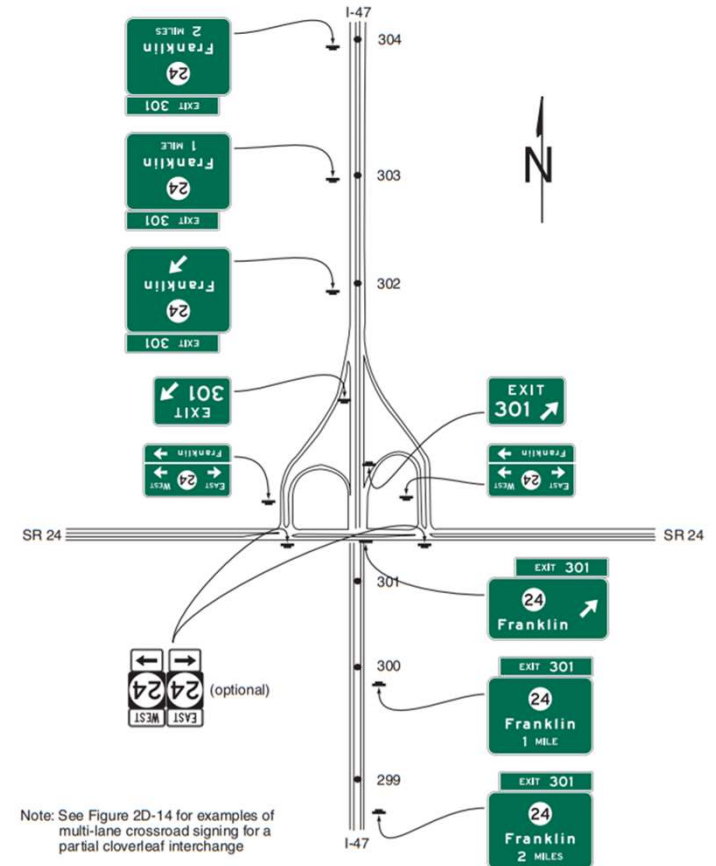 I-47
2 MILES
Franklin
24
EXIT 301
304
N
1 MILE
Franklin
24
EXIT 301
303
Franklin
24
EXIT 301
302
EXIT
301
EXIT
301
Franklin
EAST 24 WEST
Franklin
EAST 24 WEST
SR 24
SR 24
301
EXIT 301
24
Franklin
24 24
WEST EAST
(optional)
300
EXIT 301
24
Franklin
1 MILE
299
EXIT 301
24
Franklin
2 MILES
I-47
Note: See Figure 2D-14 for examples of
multi-lane crossroad signing for a
partial cloverleaf interchange